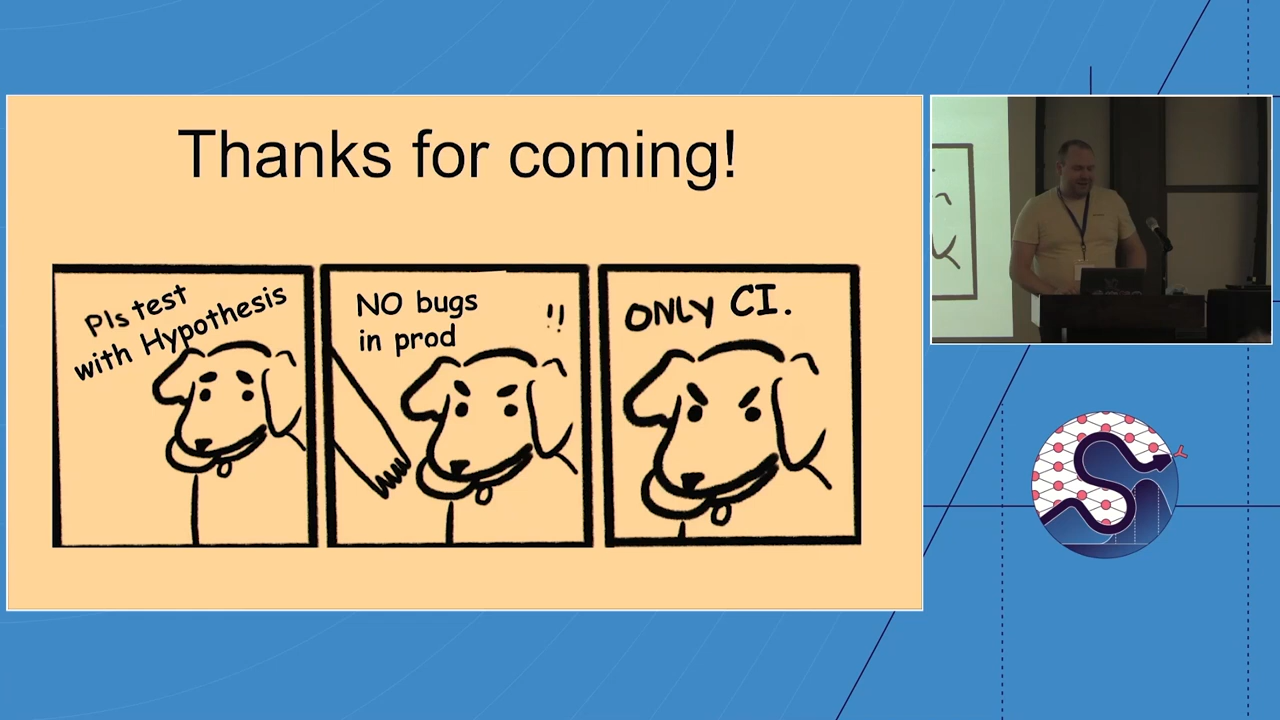 Thanks for coming!
Pls test
with Hypothesis
NO bugs
in prod
!!
ONLY CI.